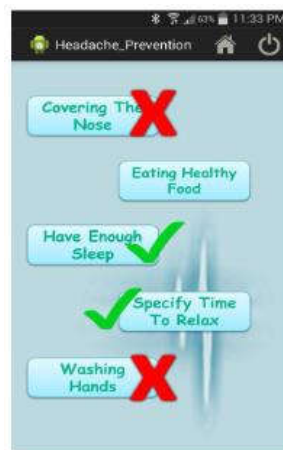 63% 11:33 PM
Headache_Prevention
Covering The
Nose
Eating Healthy
Food
Have Enough
Sleep
Specify Time
To Relax
Washing
Hands